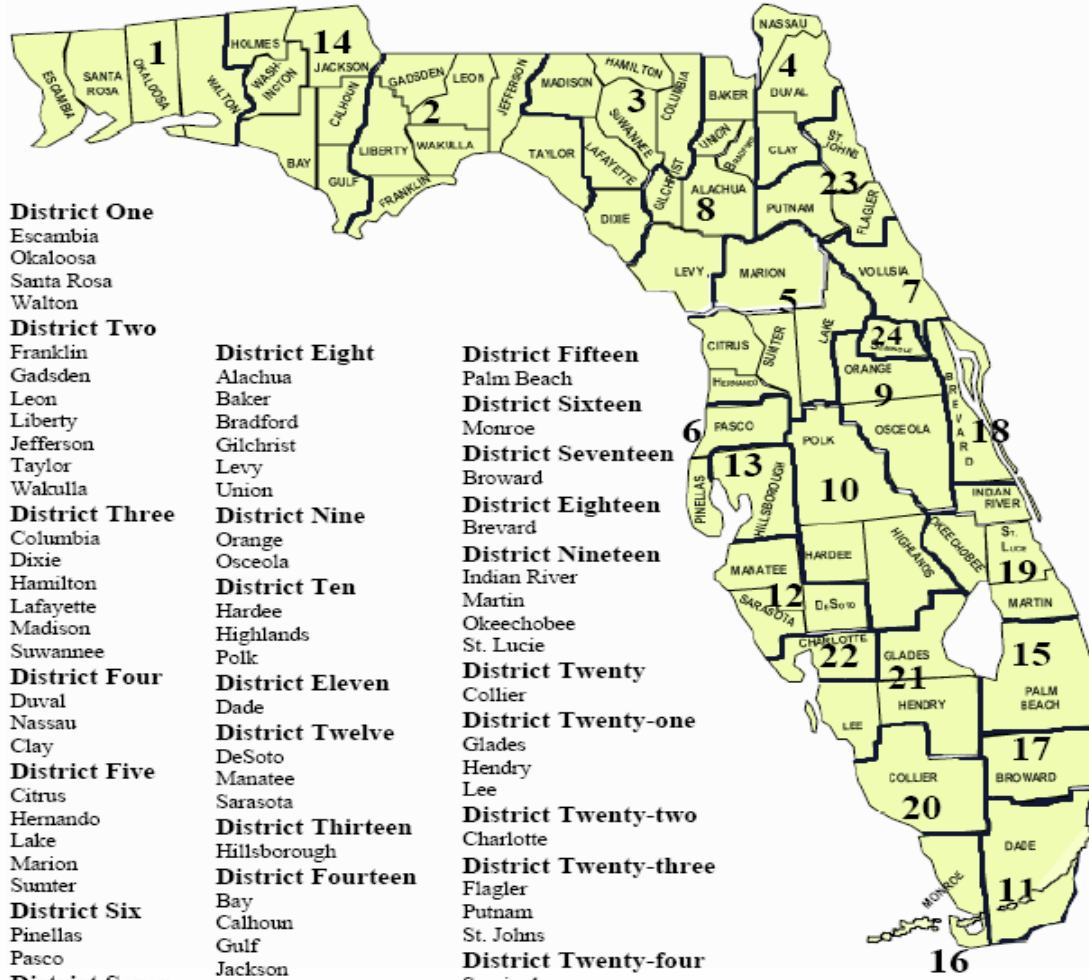 District One
Escambia
Okaloosa
Santa Rosa
Walton
District Two
Franklin
Gadsden
Leon
Liberty
Jefferson
Taylor
Wakulla
District Three
Columbia
Dixie
Hamilton
Lafayette
Madison
Suwannee
District Four
Duval
Nassau
Clay
District Five
Citrus
Hernando
Lake
Marion
Sumter
District Six
Pinellas
Pasco
District Eight
Alachua
Baker
Bradford
Gilchrist
Levy
Union
District Nine
Orange
Osceola
District Ten
Hardee
Highlands
Polk
District Eleven
Dade
District Twelve
DeSoto
Manatee
Sarasota
District Thirteen
Hillsborough
District Fourteen
Bay
Calhoun
Gulf
Jackson
District Fifteen
Palm Beach
District Sixteen
Monroe
District Seventeen
Broward
District Eighteen
Brevard
District Nineteen
Indian River
Martin
Okeechobee
St. Lucie
District Twenty
Collier
District Twenty-one
Glades
Hendry
Lee
District Twenty-two
Charlotte
District Twenty-three
Flagler
Putnam
St. Johns
District Twenty-four
ESCAMBIA
SANTA
ROSA
1
OKALOOSA
WALTON
HOLMES
WASH
INGTON
14
JACKSON
CALHOUN
BAY
GULF
GADSDEN
LEON
2
LIBERTY
WAKULLA
FRANKLIN
JEFFERSON
MADISON
TAYLOR
HAMILTON
3
SUWANNEE
COLUMBIA
LAFAYETTE
DIXIE
GILCHRIST
BAKER
UNION
BRADFORD
ALACHUA
8
LEVY
NASSAU
4
DUVAL
CLAY
ST.
JOHNS
23
PUTNAM
FLAGLER
MARION
5
VOLUSIA
7
CITRUS
SUMTER
LAKE
HERNANDO
24
ORANGE
9
OSCEOLA
BREVARD
18
6
PASCO
PINELLAS
13
HILLSBOROUGH
POLK
10
INDIAN
RIVER
OKEECHOBEE
ST.
LUCIE
19
MARTIN
MANATEE
HARDEE
HIGHLANDS
12
SARASOTA
DESOTO
CHARLOTTE
22
GLADES
21
HENDRY
LEE
15
PALM
BEACH
17
BROWARD
COLLIER
20
DADE
11
MONROE
16